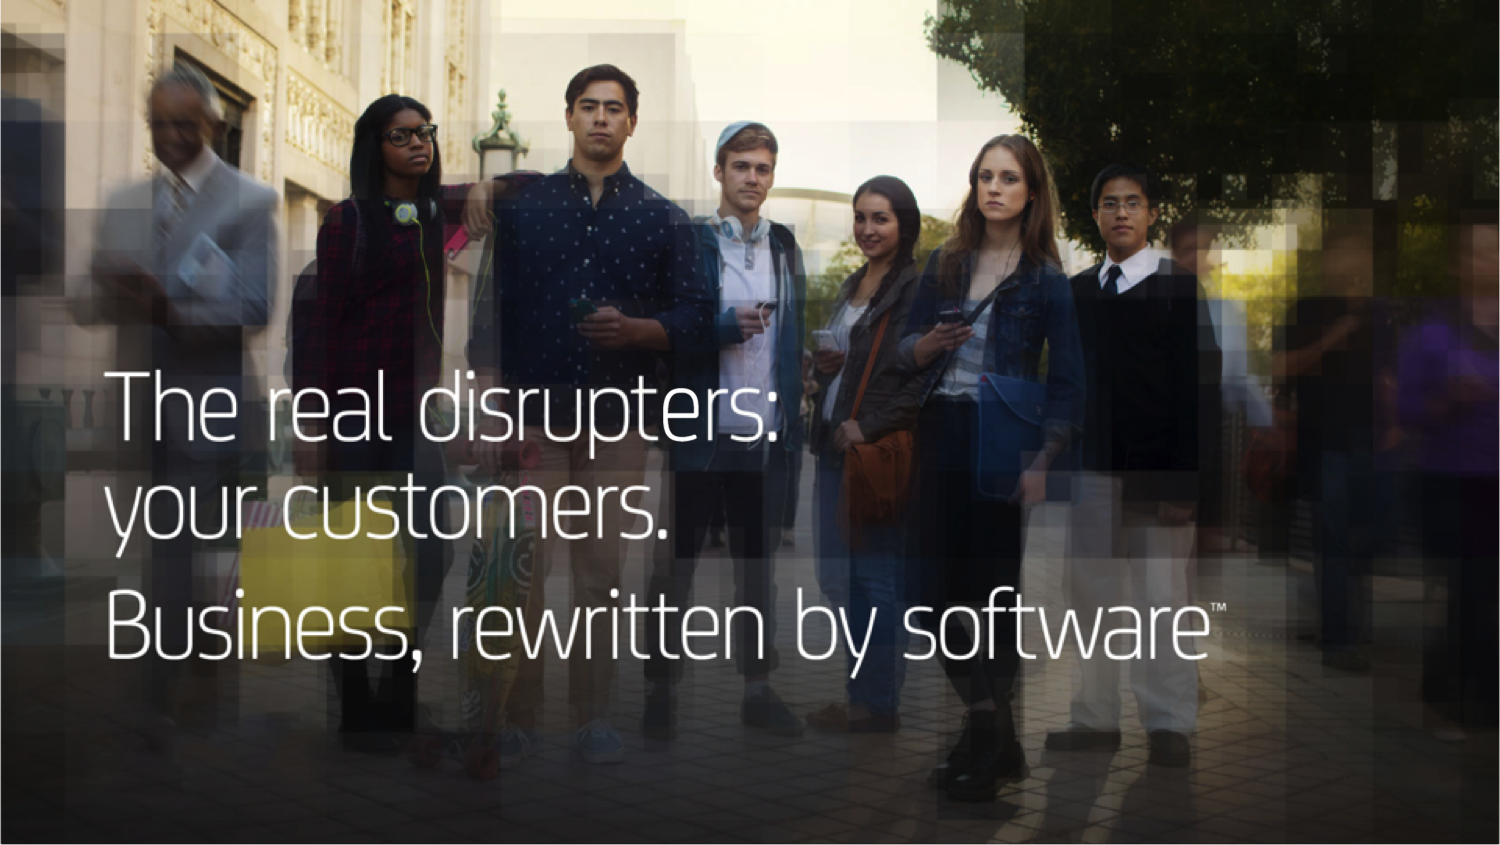 The real disrupters:
your customers.
Business, rewritten by software™